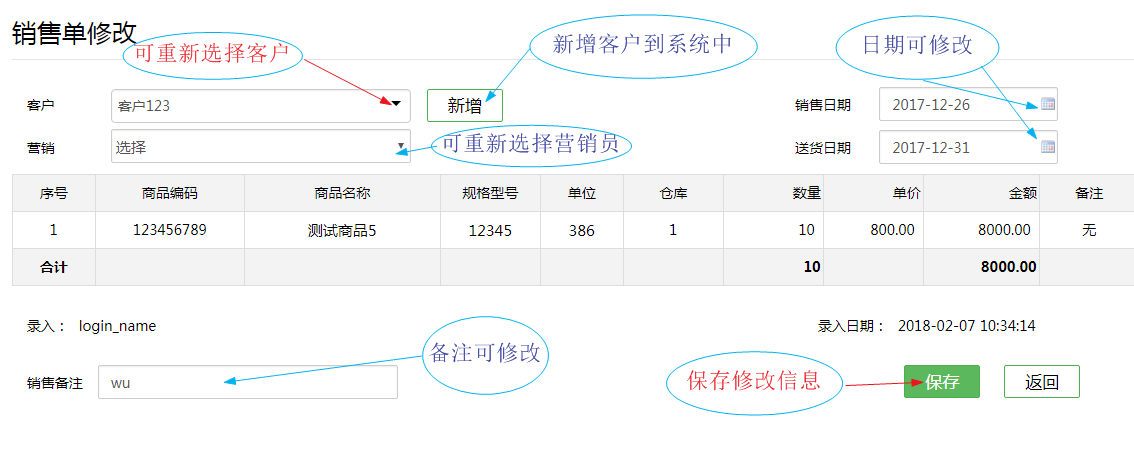 销售单修改
可重新选择客户
新增客户到系统中
日期可修改
客户 客户123 新增 销售日期 2017-12-26
营销 选择 可重新选择营销员 送货日期 2017-12-31
序号 商品编码 商品名称 规格型号 单位 仓库 数量 单价 金额 备注
1 123456789 测试商品5 12345 386 1 10 800.00 8000.00 无
合计 10 8000.00
录入： login_name 录入日期： 2018-02-07 10:34:14
备注可修改
销售备注 wu 保存修改信息 保存 返回